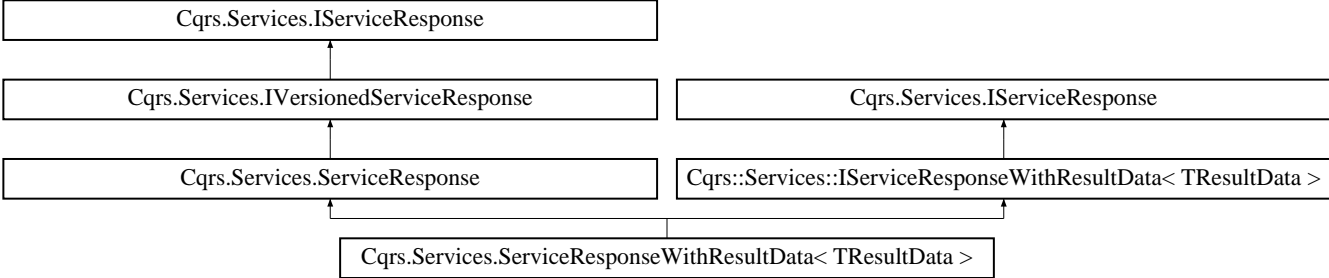 Cqrs.Services.IServiceResponse
Cqrs.Services.IVersionedServiceResponse
Cqrs.Services.IServiceResponse
Cqrs.Services.ServiceResponse
Cqrs::Services::IServiceResponseWithResultData< TResultData >
Cqrs.Services.ServiceResponseWithResultData< TResultData >